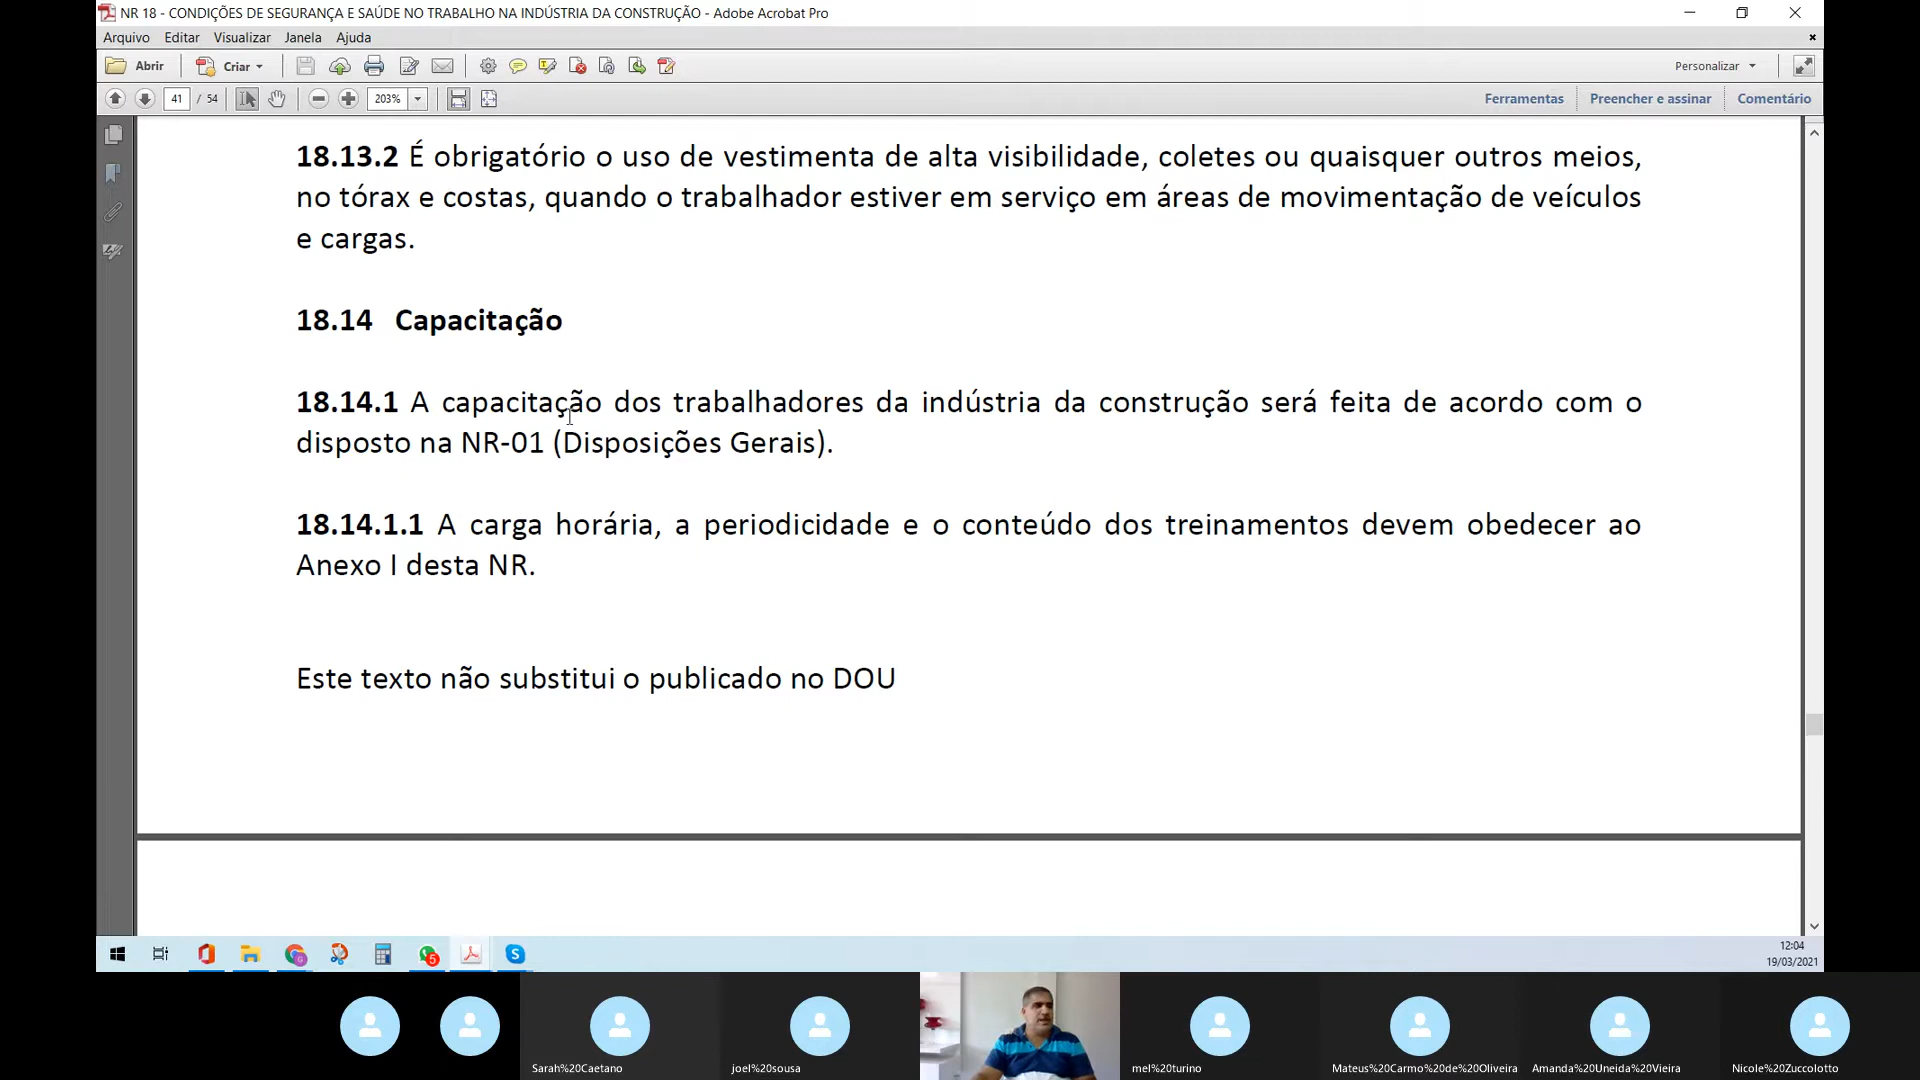 NR 18 - CONDIÇÕES DE SEGURANÇA E SAÚDE NO TRABALHO NA INDÚSTRIA DA CONSTRUÇÃO - Adobe Acrobat Pro
Arquivo Editar Visualizar Janela Ajuda
Abrir Criar Personalizar
41 / 54 203% Ferramentas Preencher e assinar Comentário
18.13.2 É obrigatório o uso de vestimenta de alta visibilidade, coletes ou quaisquer outros meios,
no tórax e costas, quando o trabalhador estiver em serviço em áreas de movimentação de veículos
e cargas.
18.14 Capacitação
18.14.1 A capacitação dos trabalhadores da indústria da construção será feita de acordo com o
disposto na NR-01 (Disposições Gerais).
18.14.1.1 A carga horária, a periodicidade e o conteúdo dos treinamentos devem obedecer ao
Anexo I desta NR.
Este texto não substitui o publicado no DOU
5
12:04
19/03/2021
Sarah%20Caetano joel%20sousa mel%20turino Mateus%20Carmo%20de%20Oliveira Amanda%20Uneida%20Vieira Nicole%20Zuccolotto